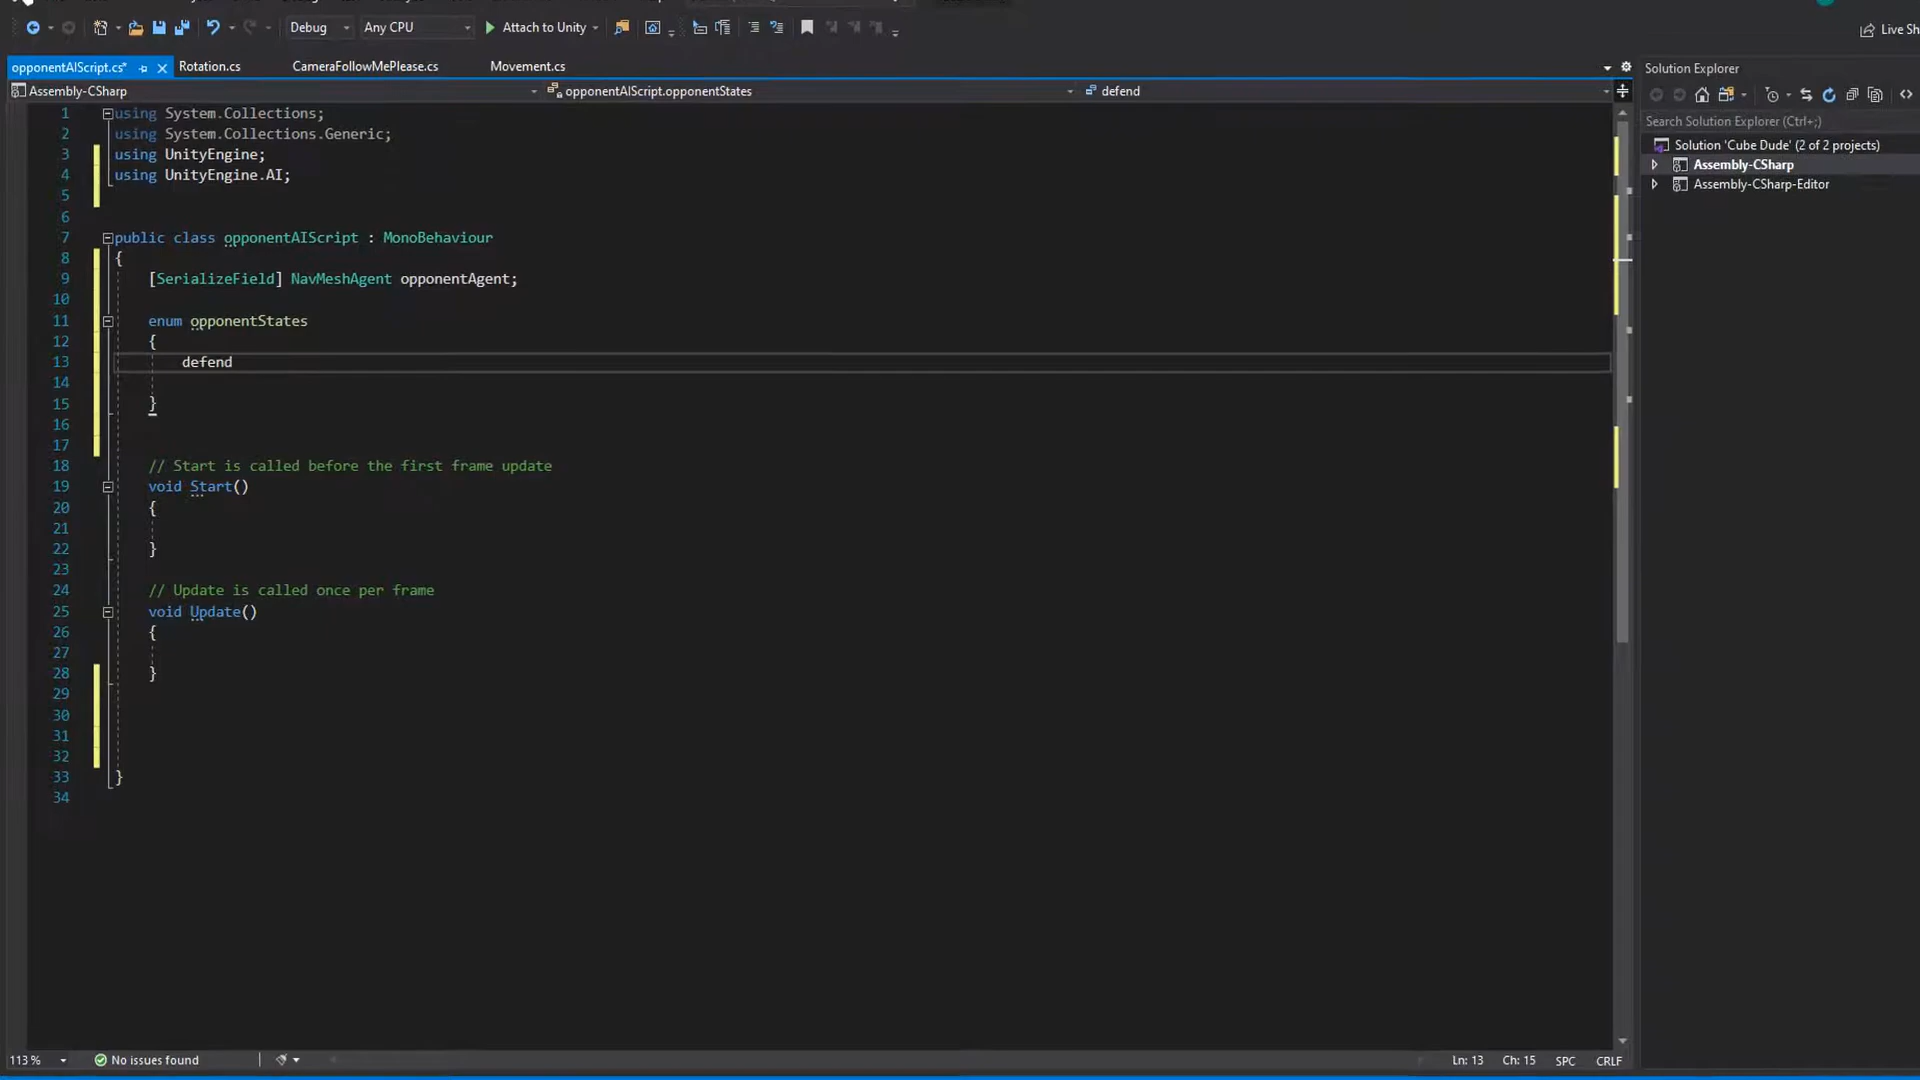 Debug Any CPU Attach to Unity
Live Sh
opponentAIScript.cs* Rotation.cs CameraFollowMePlease.cs Movement.cs
Solution Explorer
Assembly-CSharp opponentAIScript.opponentStates defend
Search Solution Explorer (Ctrl+;)
Solution 'Cube Dude' (2 of 2 projects)
Assembly-CSharp
Assembly-CSharp-Editor
1 using System.Collections;
2 using System.Collections.Generic;
3 using UnityEngine;
4 using UnityEngine.AI;
5
6
7 public class opponentAIScript : MonoBehaviour
8 {
9 [SerializeField] NavMeshAgent opponentAgent;
10
11 enum opponentStates
12 {
13 defend
14
15 }
16
17
18 // Start is called before the first frame update
19 void Start()
20 {
21
22 }
23
24 // Update is called once per frame
25 void Update()
26 {
27
28 }
29
30
31
32
33 }
34
113 % No issues found Ln: 13 Ch: 15 SPC CRLF